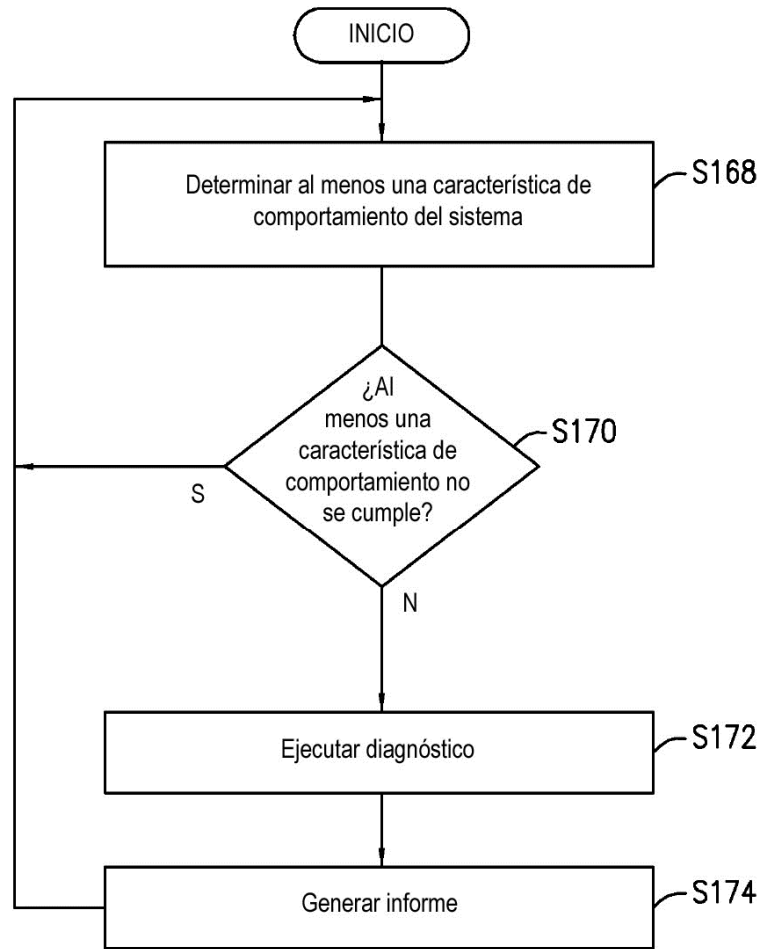 INICIO
Determinar al menos una característica de
comportamiento del sistema
S168
¿Al
menos una
característica de
comportamiento no
se cumple?
S170
S
N
Ejecutar diagnóstico
S172
Generar informe
S174